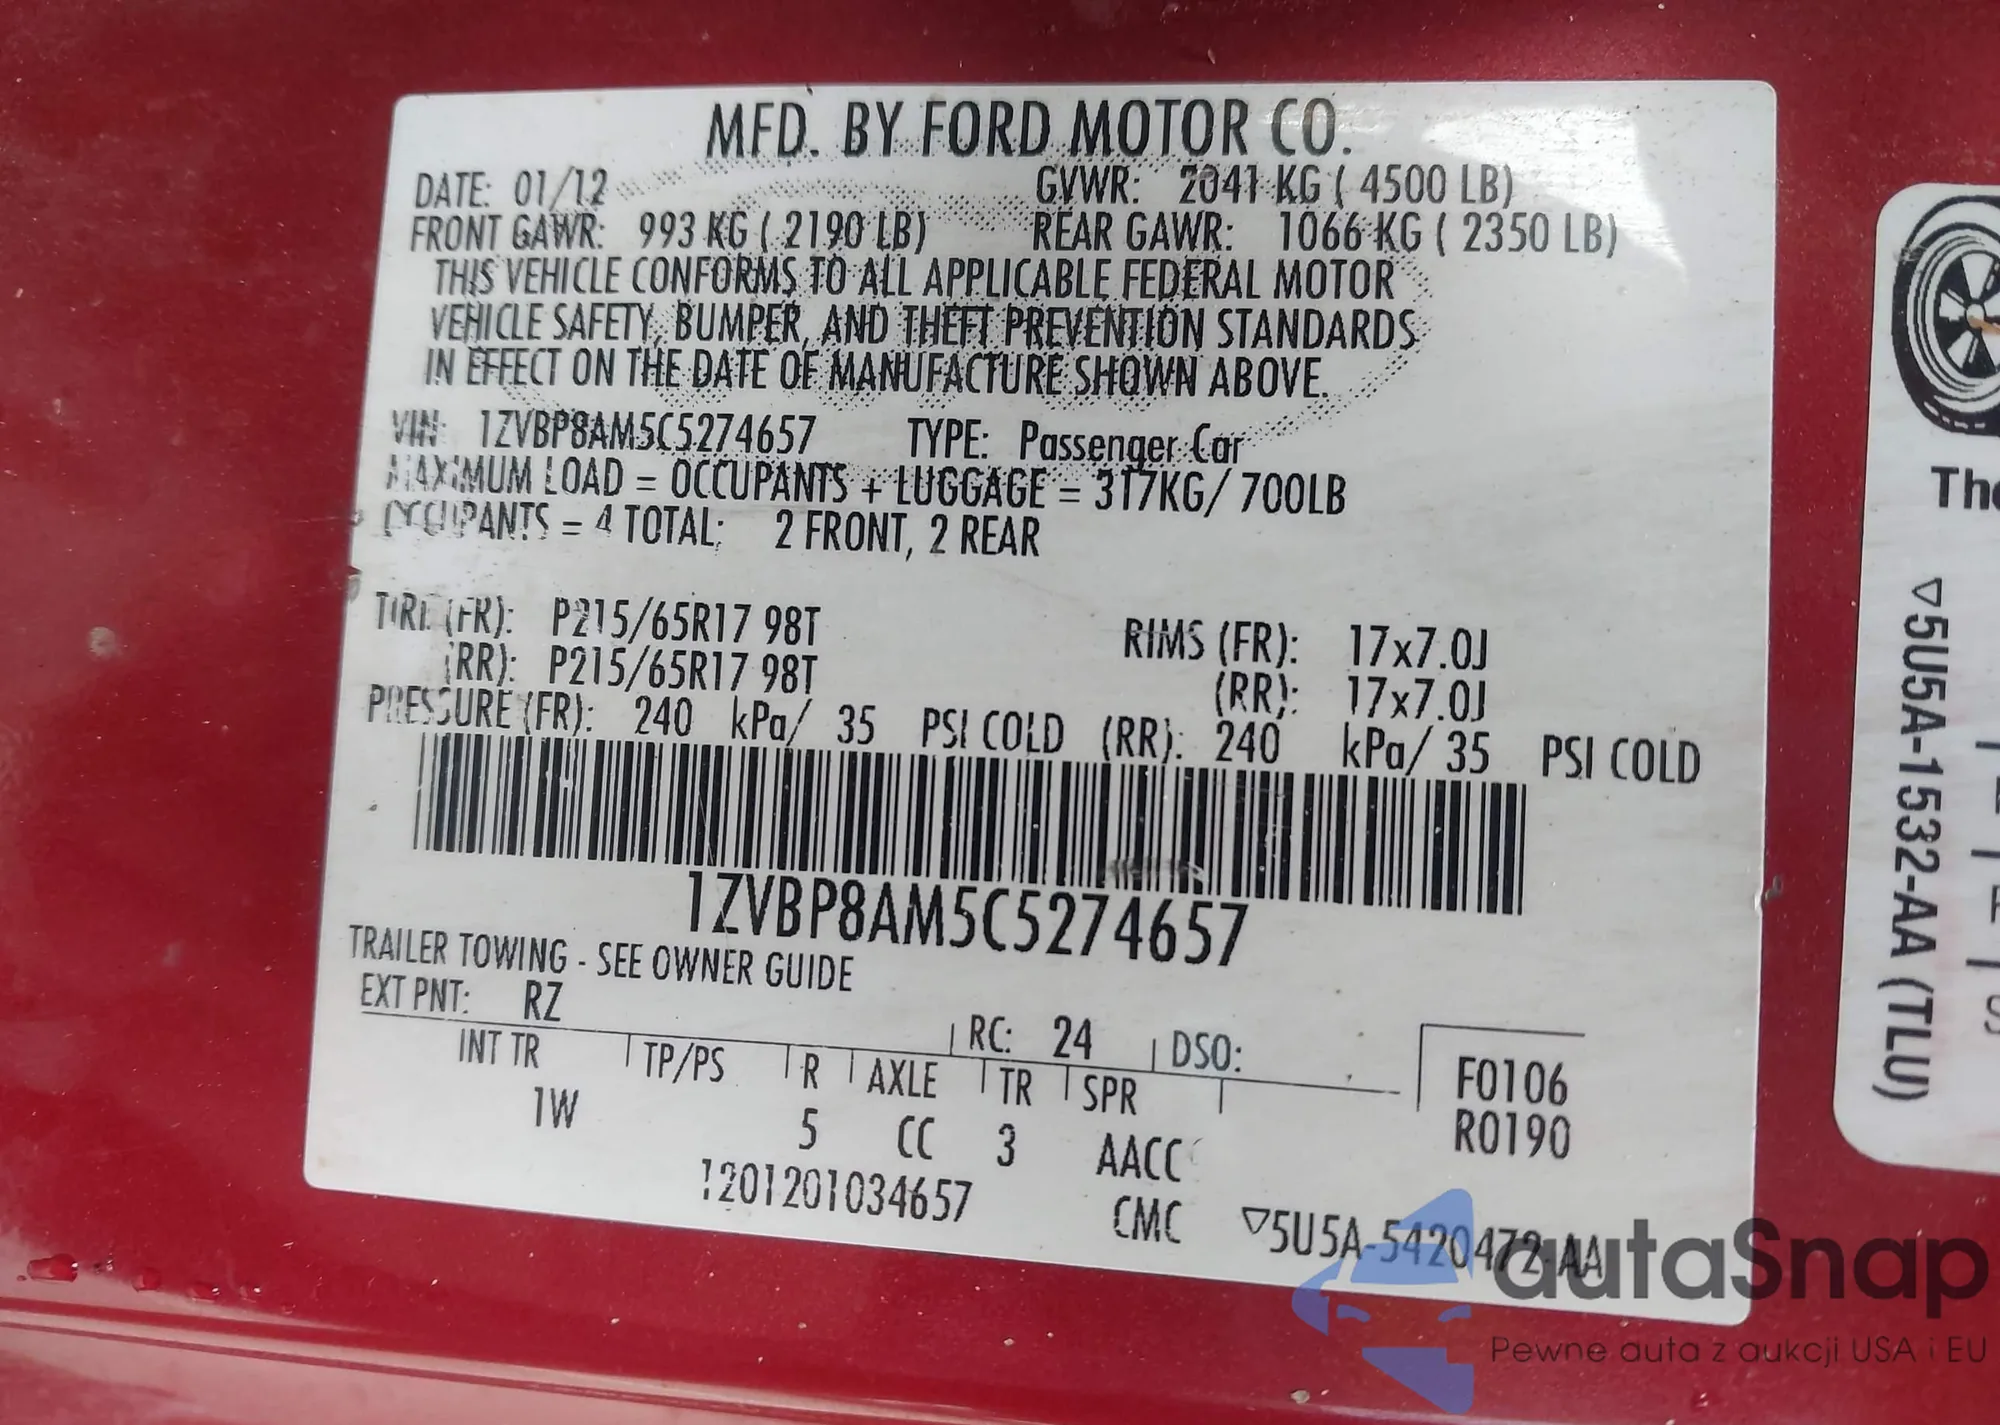 MFD. BY FORD MOTOR CO.
DATE: 01/12 GVWR: 2041 KG ( 4500 LB)
FRONT GAWR: 993 KG ( 2190 LB) REAR GAWR: 1066 KG ( 2350 LB)
THIS VEHICLE CONFORMS TO ALL APPLICABLE FEDERAL MOTOR
VEHICLE SAFETY, BUMPER, AND THEFT PREVENTION STANDARDS
IN EFFECT ON THE DATE OF MANUFACTURE SHOWN ABOVE.
VIN: 1ZVBP8AM5C5274657 TYPE: Passenger Car
MAXIMUM LOAD = OCCUPANTS + LUGGAGE = 317KG/ 700LB
OCCUPANTS = 4 TOTAL; 2 FRONT, 2 REAR
TIRE (FR): P215/65R17 98T RIMS (FR): 17x7.0J
(RR): P215/65R17 98T (RR): 17x7.0J
PRESSURE (FR): 240 kPa/ 35 PSI COLD (RR): 240 kPa/ 35 PSI COLD
1ZVBP8AM5C5274657
TRAILER TOWING - SEE OWNER GUIDE
EXT PNT: RZ RC: 24 DSO:
INT TR TP/PS R AXLE TR SPR
1W 5 CC 3 AACC
F0106
R0190
1201201034657 CMC ▽5U5A-5420472-AA
▽5U5A-1532-AA (TLU)
autaSnap
Pewne auta z aukcji USA i EU